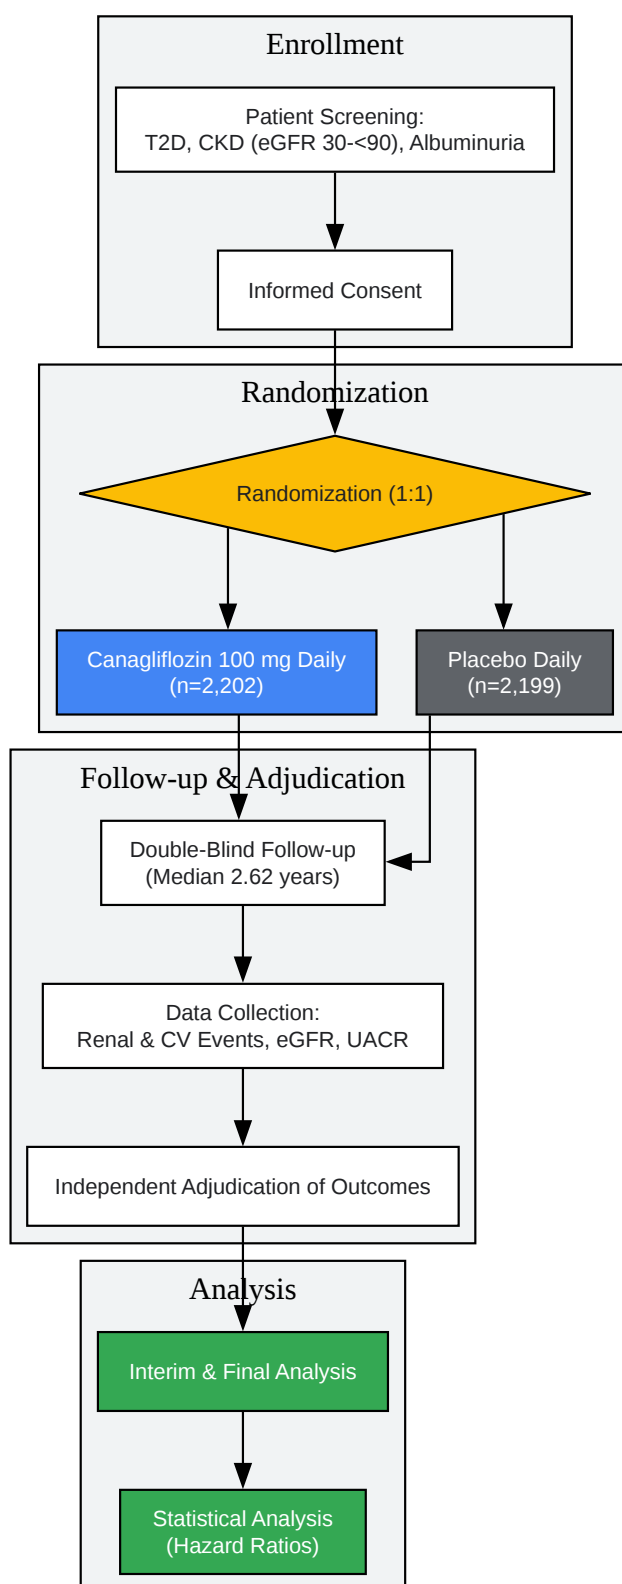 Enrollment
Patient Screening:
T2D, CKD (eGFR 30-<90), Albuminuria
Informed Consent
Randomization
Randomization (1:1)
Canagliflozin 100 mg Daily
(n=2,202)
Placebo Daily
(n=2,199)
Follow-up & Adjudication
Double-Blind Follow-up
(Median 2.62 years)
Data Collection:
Renal & CV Events, eGFR, UACR
Independent Adjudication of Outcomes
Analysis
Interim & Final Analysis
Statistical Analysis
(Hazard Ratios)